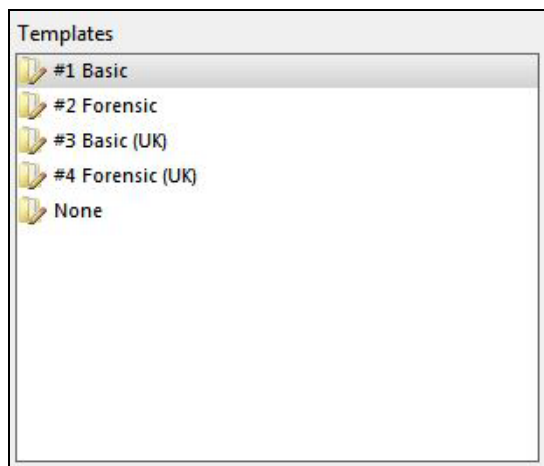 Templates
#1 Basic
#2 Forensic
#3 Basic (UK)
#4 Forensic (UK)
None